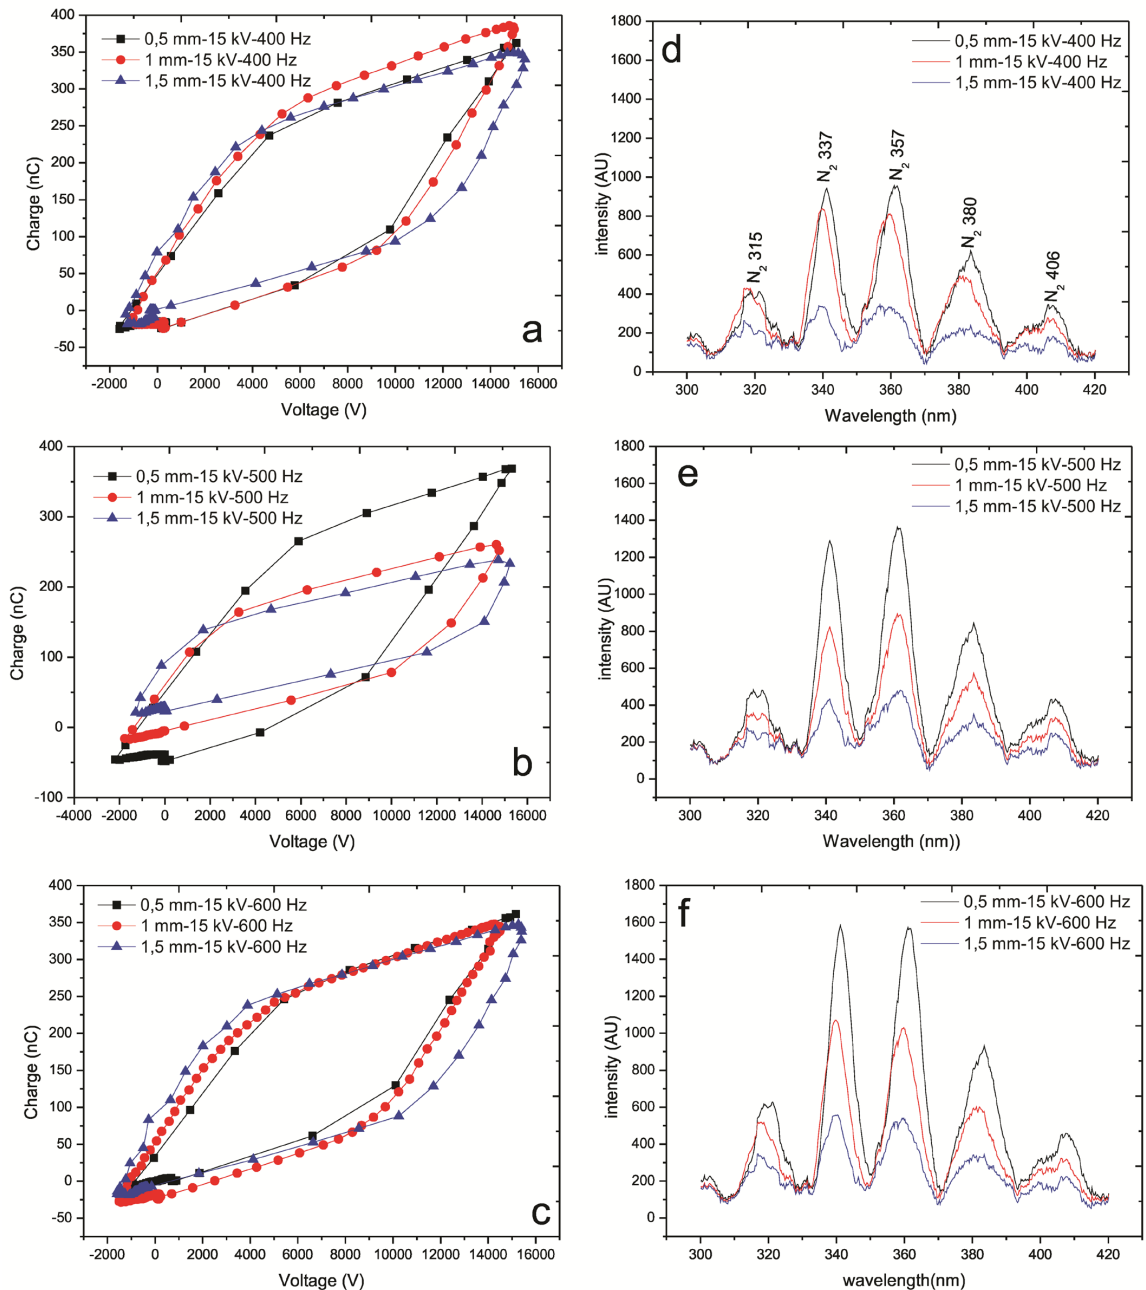 400
350
300
250
200
150
100
50
0
-50
Charge (nC)
0,5 mm-15 kV-400 Hz
1 mm-15 kV-400 Hz
1,5 mm-15 kV-400 Hz
a
-2000 0 2000 4000 6000 8000 10000 12000 14000 16000
Voltage (V)
1800
1600
1400
1200
1000
800
600
400
200
0
intensity (AU)
d
0,5 mm-15 kV-400 Hz
1 mm-15 kV-400 Hz
1,5 mm-15 kV-400 Hz
N2 315
N2 337
N2 357
N2 380
N2 406
300 320 340 360 380 400 420
Wavelength (nm)
400
300
200
100
0
-100
Charge (nC)
0,5 mm-15 kV-500 Hz
1 mm-15 kV-500 Hz
1,5 mm-15 kV-500 Hz
b
-4000 -2000 0 2000 4000 6000 8000 10000 12000 14000 16000
Voltage (V)
1800
1600
1400
1200
1000
800
600
400
200
0
intensity (AU)
e
0,5 mm-15 kV-500 Hz
1 mm-15 kV-500 Hz
1,5 mm-15 kV-500 Hz
300 320 340 360 380 400 420
Wavelength (nm))
400
350
300
250
200
150
100
50
0
-50
Charge (nC)
0,5 mm-15 kV-600 Hz
1 mm-15 kV-600 Hz
1,5 mm-15 kV-600 Hz
c
-2000 0 2000 4000 6000 8000 10000 12000 14000 16000
Voltage (V)
1800
1600
1400
1200
1000
800
600
400
200
0
intensity (AU)
f
0,5 mm-15 kV-600 Hz
1 mm-15 kV-600 Hz
1,5 mm-15 kV-600 Hz
300 320 340 360 380 400 420
wavelength(nm)